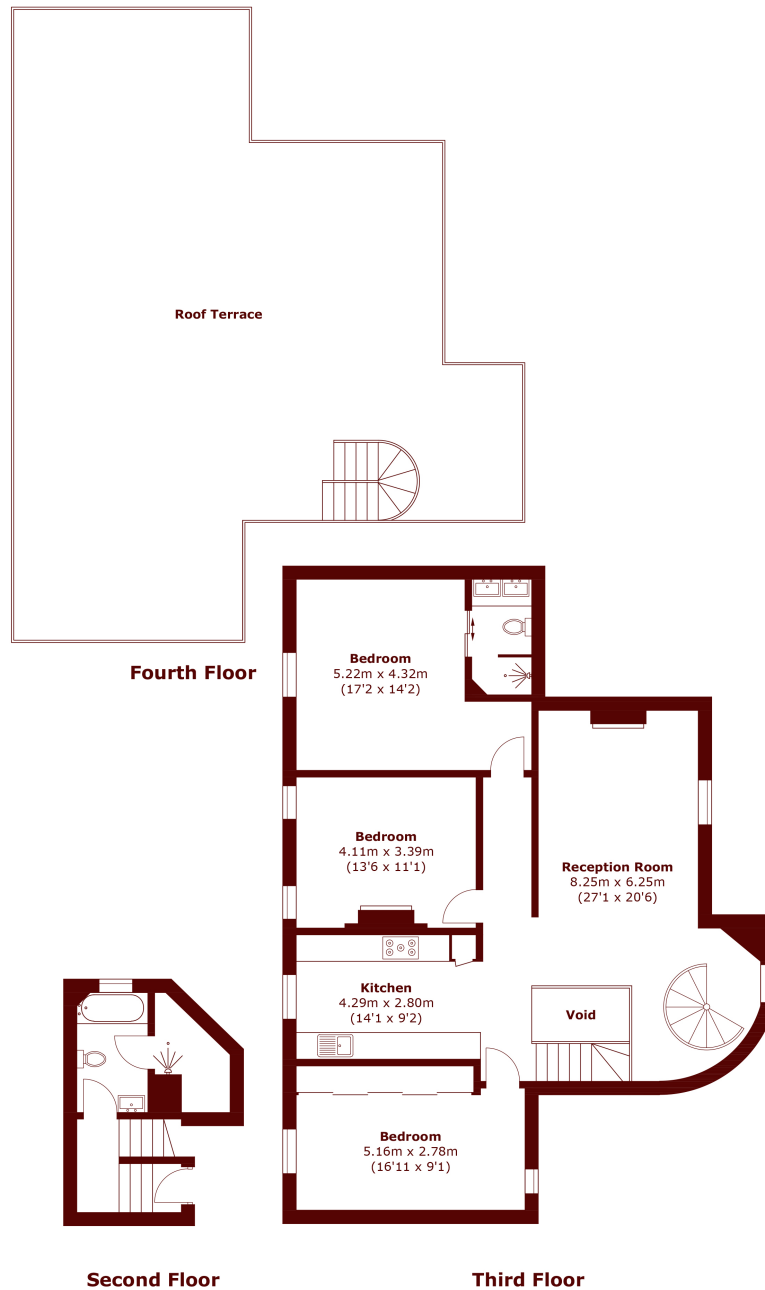 Roof Terrace
Fourth Floor
Bedroom
5.22m x 4.32m
(17'2 x 14'2)
Bedroom
4.11m x 3.39m
(13'6 x 11'1)
Reception Room
8.25m x 6.25m
(27'1 x 20'6)
Kitchen
4.29m x 2.80m
(14'1 x 9'2)
Void
Bedroom
5.16m x 2.78m
(16'11 x 9'1)
Second Floor
Third Floor